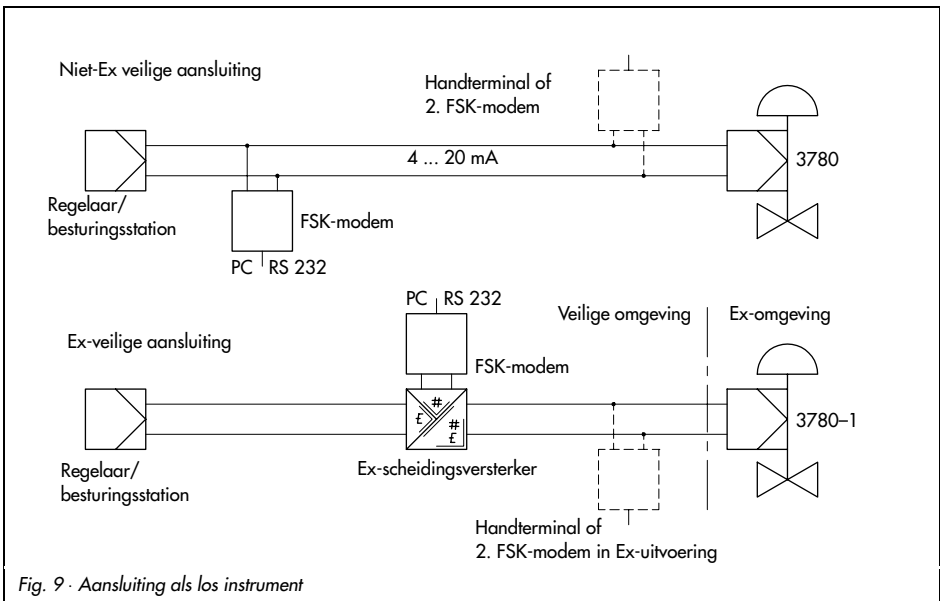 Niet-Ex veilige aansluiting
Handterminal of
2. FSK-modem
4 ... 20 mA
3780
Regelaar/
besturingsstation
FSK-modem
PC RS 232
PC RS 232
Veilige omgeving
Ex-omgeving
Ex-veilige aansluiting
FSK-modem
#
£
#
£
3780–1
Regelaar/
besturingsstation
Ex-scheidingsversterker
Handterminal of
2. FSK-modem in Ex-uitvoering
Fig. 9 · Aansluiting als los instrument